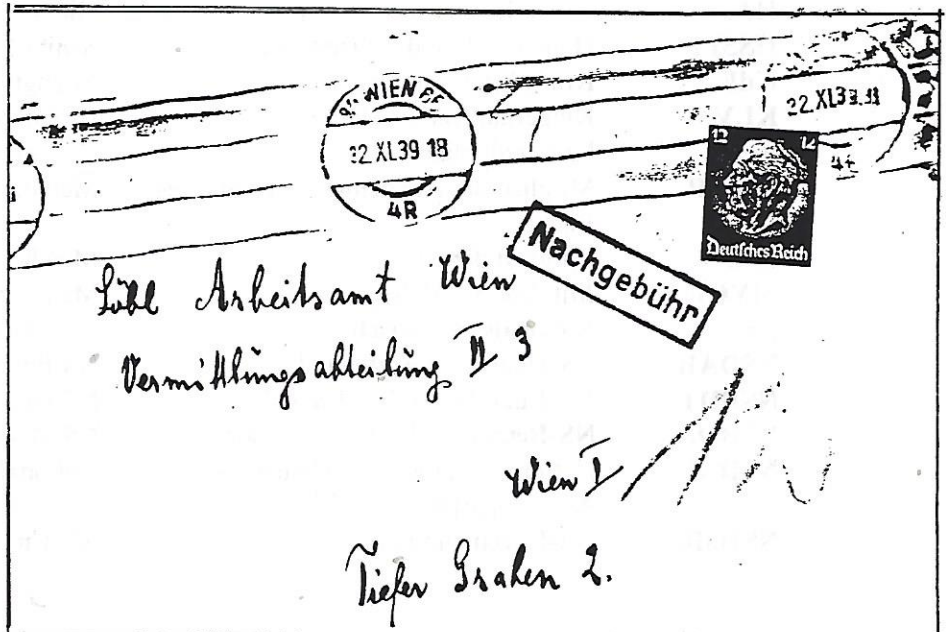 WIEN
22.XI.39
12.XI.39 18
4R
12 12
Deutsches Reich
Nachgebühr
Löbl Arbeitsamt Wien
Vermittlungsabteilung II 3
Wien I
Tiefer Graben 2.